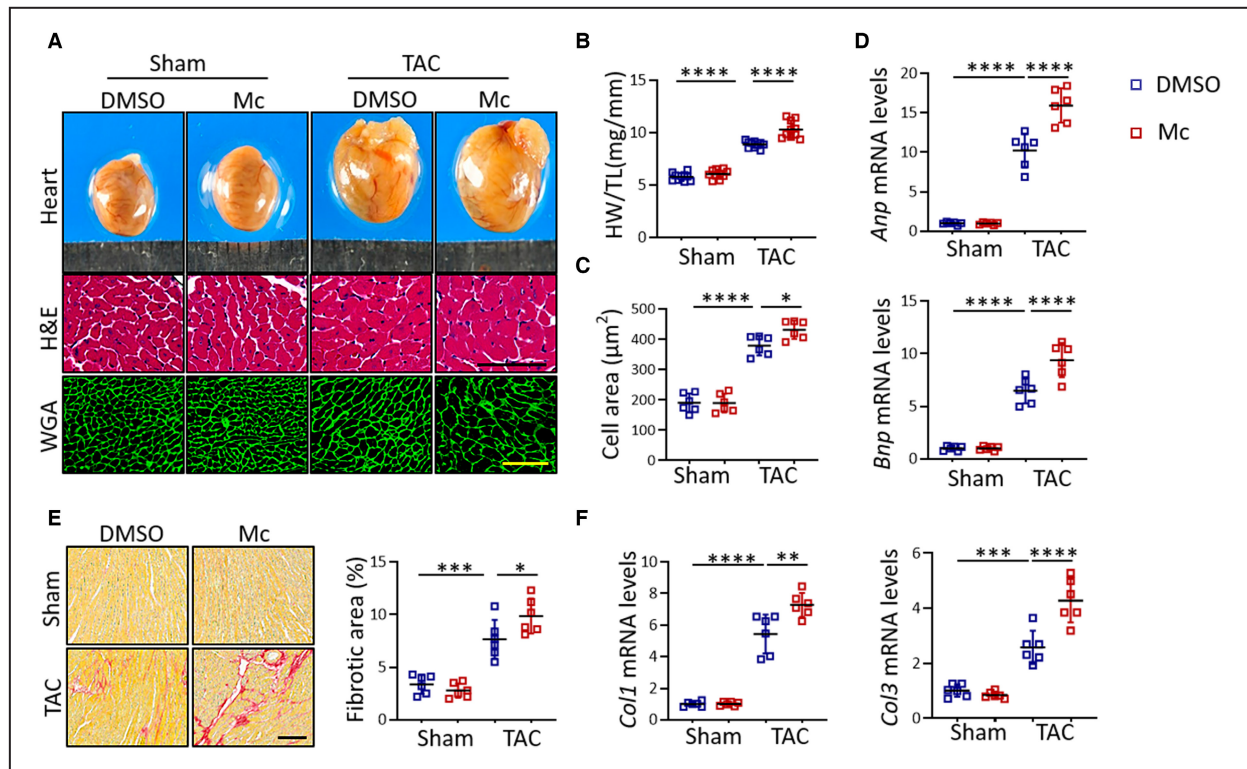 A
Sham TAC
DMSO Mc DMSO Mc
Heart
H&E
WGA
B
**** ****
HW/TL(mg/mm)
15
10
5
0
Sham TAC
C
**** *
Cell area (µm²)
500
400
300
200
100
0
Sham TAC
D
**** ****
Anp mRNA levels
20
15
10
5
0
Sham TAC
DMSO
Mc
**** ****
Bnp mRNA levels
15
10
5
0
Sham TAC
E
DMSO Mc
Sham
TAC
*** *
Fibrotic area (%)
15
10
5
0
Sham TAC
F
**** **
Col1 mRNA levels
10
8
6
4
2
0
Sham TAC
*** ****
Col3 mRNA levels
6
4
2
0
Sham TAC